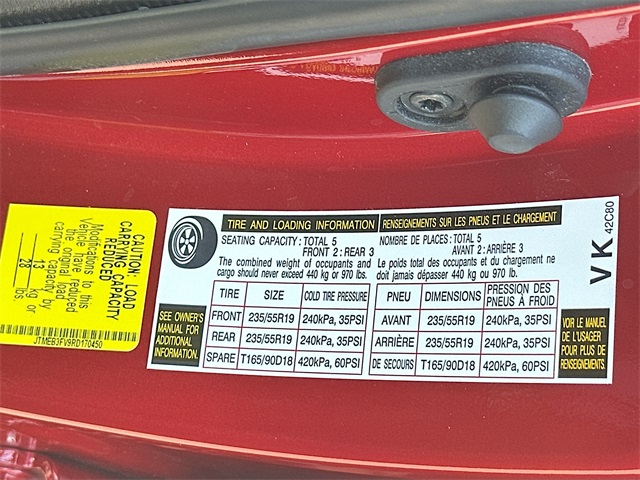 CAUTION: LOAD
CARRYING CAPACITY
REDUCED
Modifications to this
Vehicle have reduced
the original load
carrying capacity by
13 kg or
28 lbs
JTMEB3FV9RD170450
TIRE AND LOADING INFORMATION
SEATING CAPACITY: TOTAL 5
FRONT 2 : REAR 3
The combined weight of occupants and
cargo should never exceed 440 kg or 970 lb.
RENSEIGNEMENTS SUR LES PNEUS ET LE CHARGEMENT
NOMBRE DE PLACES: TOTAL 5
AVANT 2 : ARRIÈRE 3
Le poids total des occupants et du chargement ne
doit jamais dépasser 440 kg ou 970 lb.
SEE OWNER'S
MANUAL FOR
ADDITIONAL
INFORMATION.
TIRE SIZE COLD TIRE PRESSURE
FRONT 235/55R19 240kPa, 35PSI
REAR 235/55R19 240kPa, 35PSI
SPARE T165/90D18 420kPa, 60PSI
PNEU DIMENSIONS PRESSION DES
PNEUS À FROID
AVANT 235/55R19 240kPa, 35PSI
ARRIÈRE 235/55R19 240kPa, 35PSI
DE SECOURS T165/90D18 420kPa, 60PSI
VOIR LE MANUEL
DE L'USAGER
POUR PLUS DE
RENSEIGNEMENTS.
VK
42C80